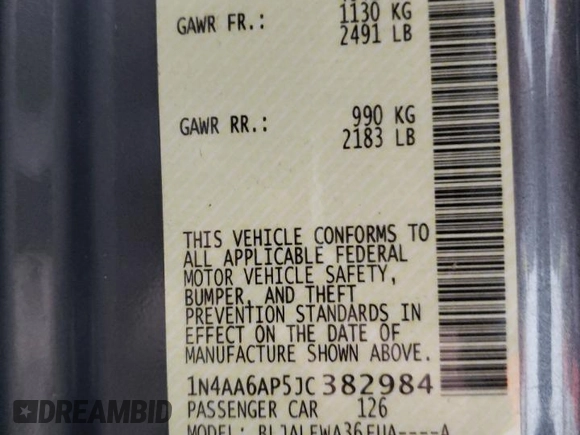 1130 KG
GAWR FR.: 2491 LB
990 KG
GAWR RR.: 2183 LB
THIS VEHICLE CONFORMS TO
ALL APPLICABLE FEDERAL
MOTOR VEHICLE SAFETY,
BUMPER, AND THEFT
PREVENTION STANDARDS IN
EFFECT ON THE DATE OF
MANUFACTURE SHOWN ABOVE.
1N4AA6AP5JC382984
PASSENGER CAR 126
MODEL:
DREAMBID